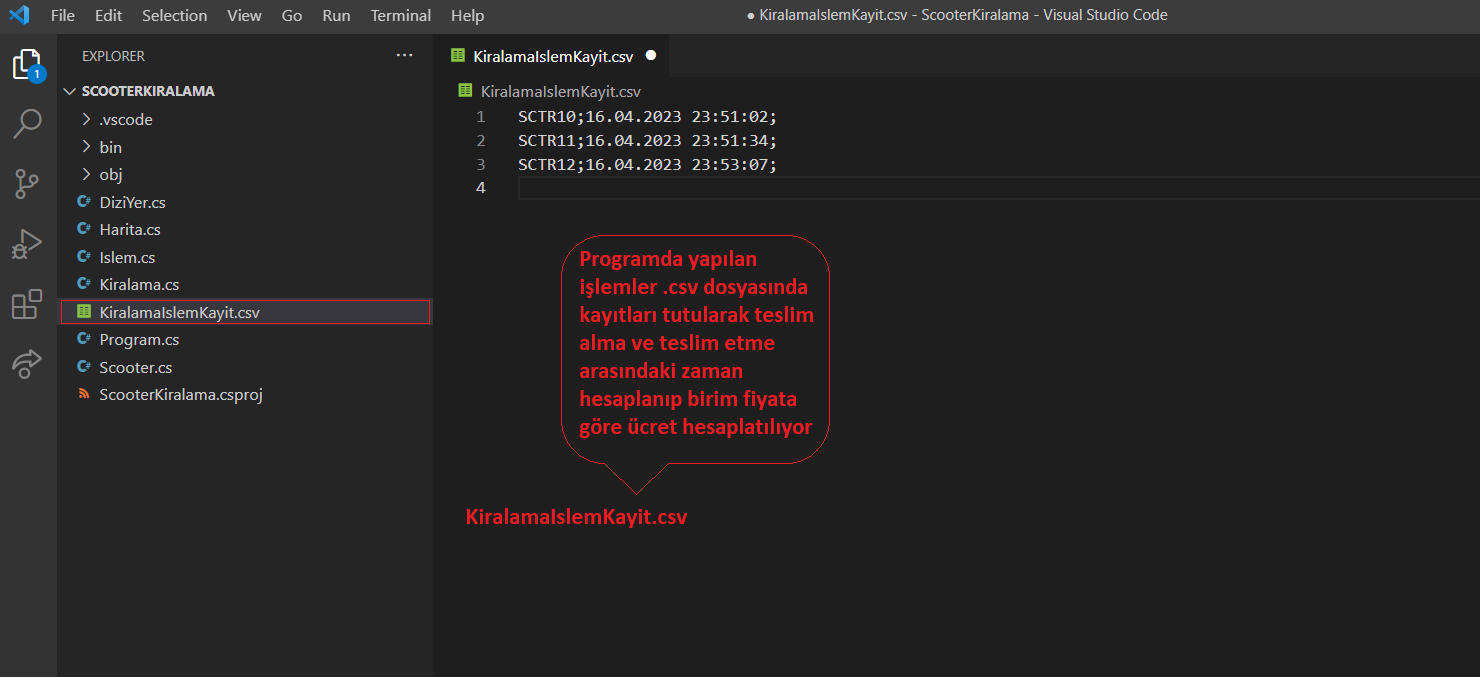 File Edit Selection View Go Run Terminal Help
● KiralamaIslemKayit.csv - ScooterKiralama - Visual Studio Code
EXPLORER
1
SCOOTERKIRALAMA
.vscode
bin
obj
C# DiziYer.cs
C# Harita.cs
C# Islem.cs
C# Kiralama.cs
KiralamaIslemKayit.csv
C# Program.cs
C# Scooter.cs
ScooterKiralama.csproj
KiralamaIslemKayit.csv
KiralamaIslemKayit.csv
1 SCTR10;16.04.2023 23:51:02;
2 SCTR11;16.04.2023 23:51:34;
3 SCTR12;16.04.2023 23:53:07;
4
Programda yapılan
işlemler .csv dosyasında
kayıtları tutularak teslim
alma ve teslim etme
arasındaki zaman
hesaplanıp birim fiyata
göre ücret hesaplatılıyor
KiralamaIslemKayit.csv